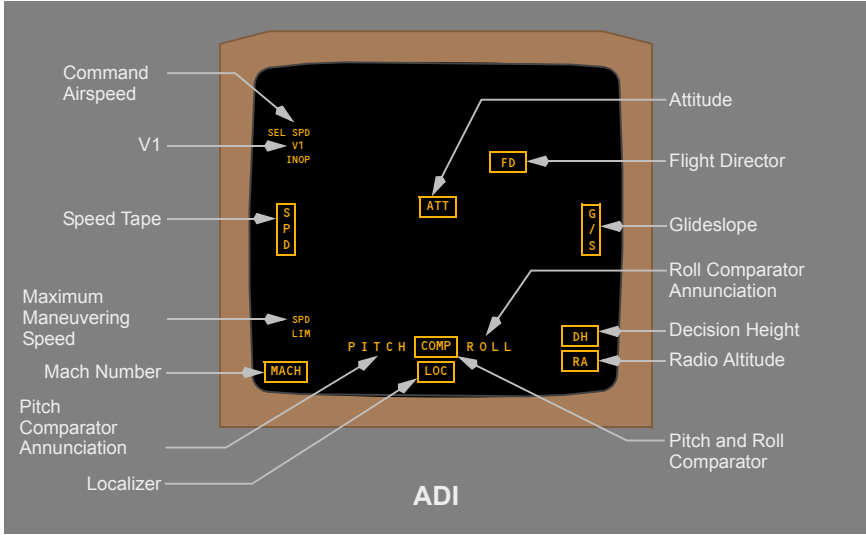 Command
Airspeed
V1
Speed Tape
Maximum
Maneuvering
Speed
Mach Number
Pitch
Comparator
Annunciation
Localizer
SEL SPD
V1
INOP
S
P
D
SPD
LIM
MACH
ATT
FD
G
/
S
PITCH COMP ROLL
LOC
DH
RA
Attitude
Flight Director
Glideslope
Roll Comparator
Annunciation
Decision Height
Radio Altitude
Pitch and Roll
Comparator
ADI